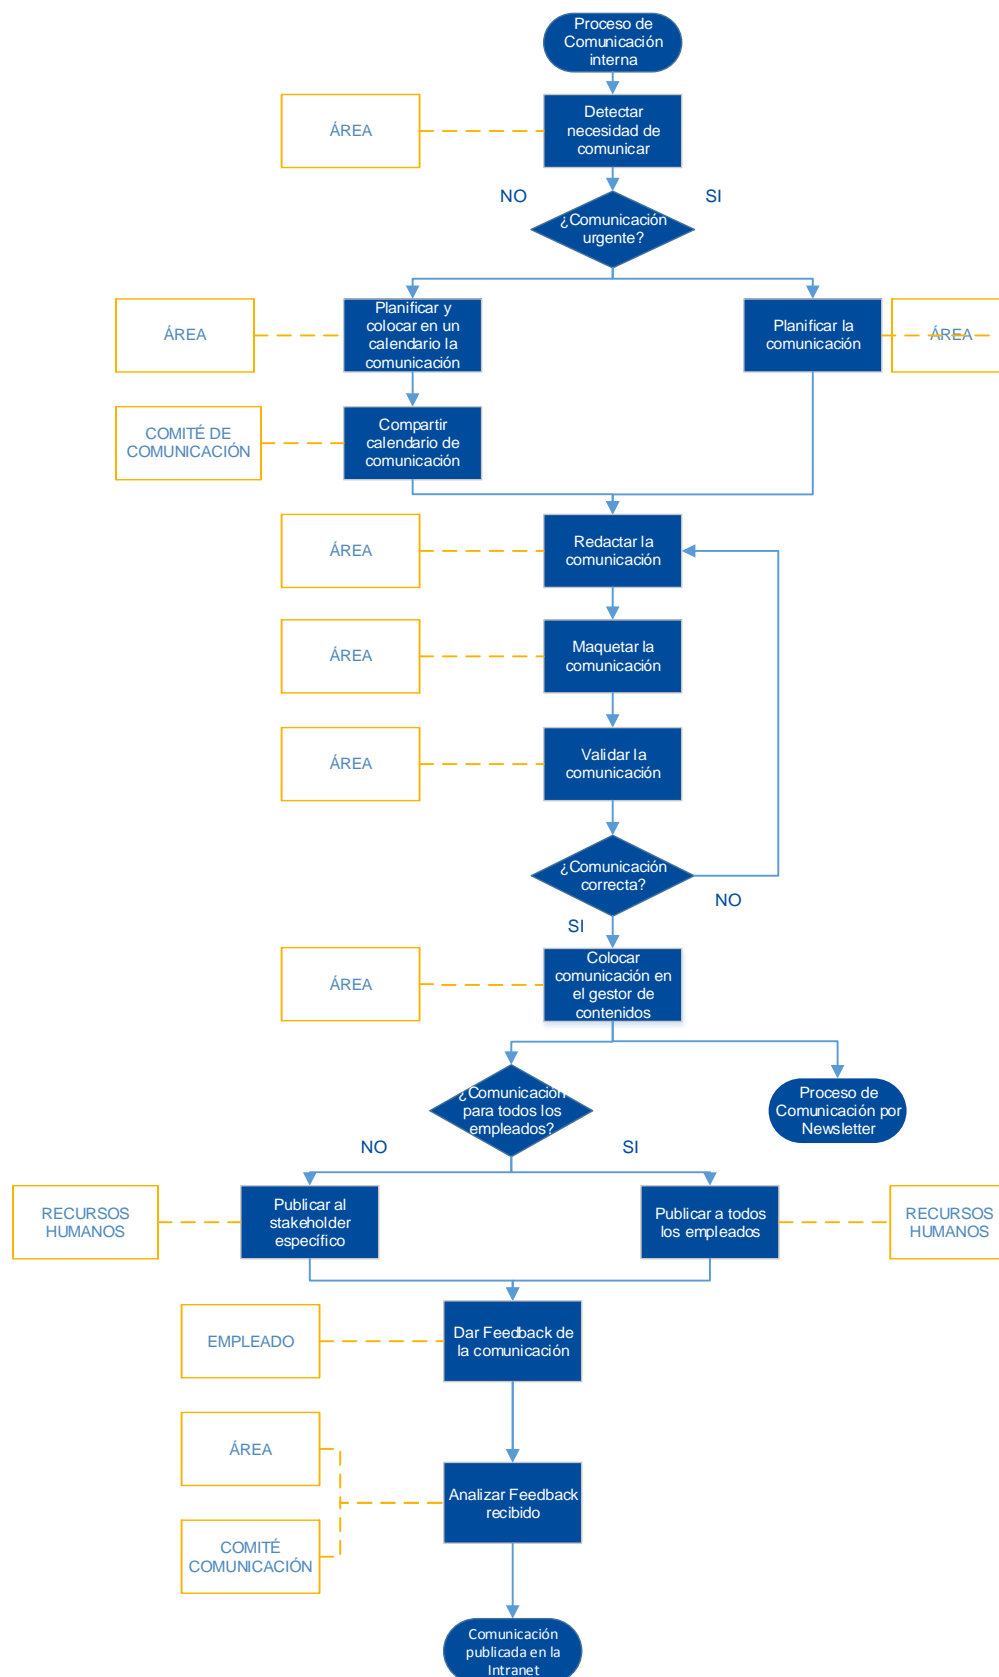 Proceso de
Comunicación
interna
ÁREA
Detectar
necesidad de
comunicar
NO
SI
¿Comunicación
urgente?
ÁREA
Planificar y
colocar en un
calendario la
comunicación
Planificar la
comunicación
ÁREA
COMITÉ DE
COMUNICACIÓN
Compartir
calendario de
comunicación
ÁREA
Redactar la
comunicación
ÁREA
Maquetar la
comunicación
ÁREA
Validar la
comunicación
¿Comunicación
correcta?
NO
SI
ÁREA
Colocar
comunicación en
el gestor de
contenidos
¿Comunicación
para todos los
empleados?
Proceso de
Comunicación por
Newsletter
NO
SI
RECURSOS
HUMANOS
Publicar al
stakeholder
específico
Publicar a todos
los empleados
RECURSOS
HUMANOS
EMPLEADO
Dar Feedback de
la comunicación
ÁREA
Analizar Feedback
recibido
COMITÉ
COMUNICACIÓN
Comunicación
publicada en la
Intranet